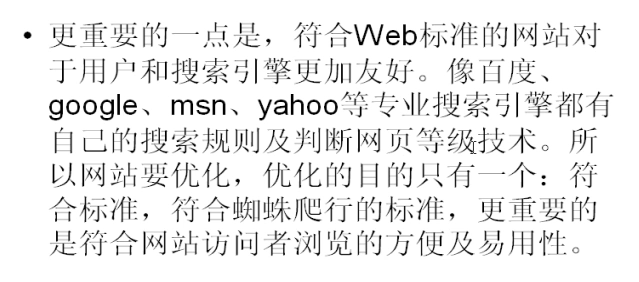 • 更重要的一点是，符合Web标准的网站对
于用户和搜索引擎更加友好。像百度、
google、msn、yahoo等专业搜索引擎都有
自己的搜索规则及判断网页等级技术。所
以网站要优化，优化的目的只有一个：符
合标准，符合蜘蛛爬行的标准，更重要的
是符合网站访问者浏览的方便及易用性。